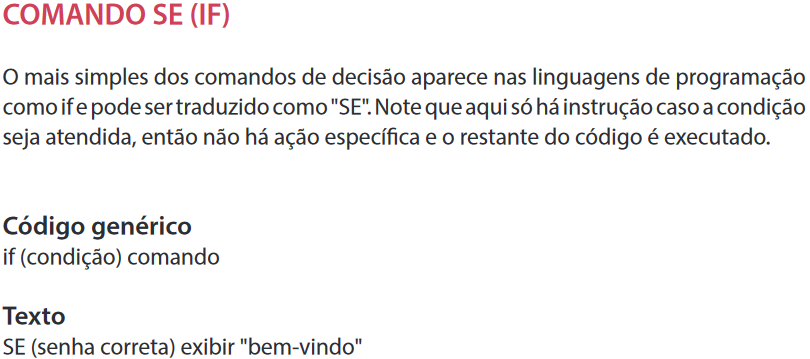 COMANDO SE (IF)
O mais simples dos comandos de decisão aparece nas linguagens de programação
como if e pode ser traduzido como "SE". Note que aqui só há instrução caso a condição
seja atendida, então não há ação específica e o restante do código é executado.
Código genérico
if (condição) comando
Texto
SE (senha correta) exibir "bem-vindo"